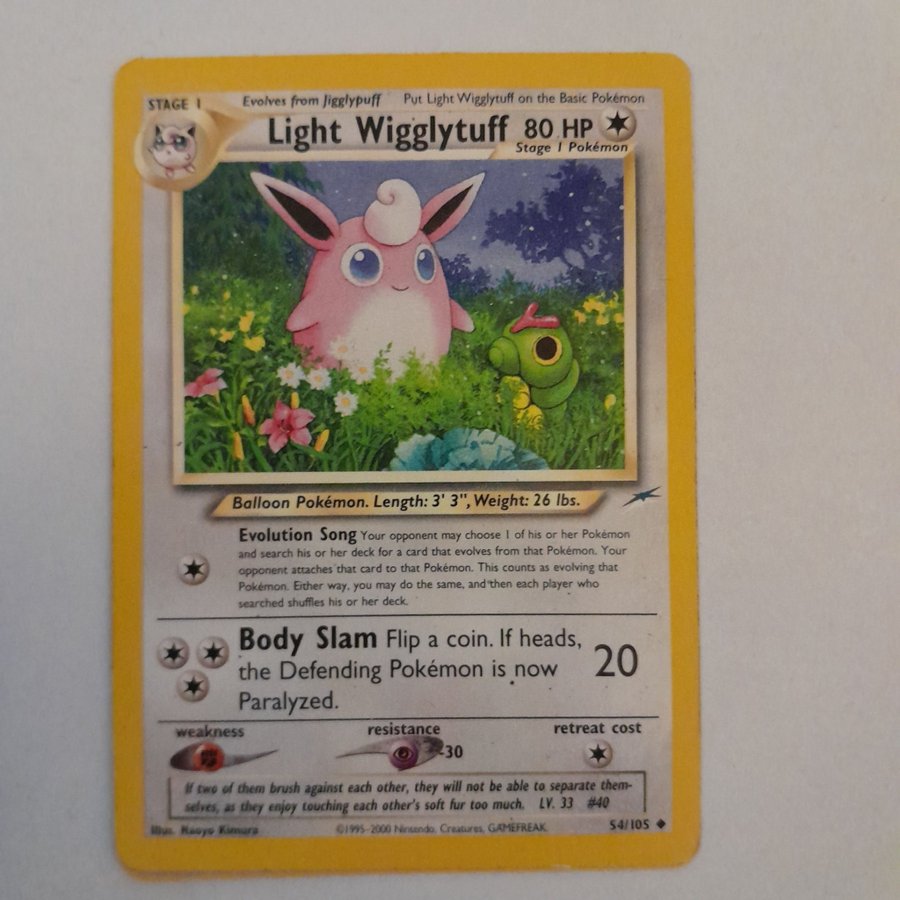 STAGE 1 Evolves from Jigglypuff Put Light Wigglytuff on the Basic Pokémon
Light Wigglytuff 80 HP
Stage 1 Pokémon
Balloon Pokémon. Length: 3' 3", Weight: 26 lbs.
Evolution Song Your opponent may choose 1 of his or her Pokémon
and search his or her deck for a card that evolves from that Pokémon. Your
opponent attaches that card to that Pokémon. This counts as evolving that
Pokémon. Either way, you may do the same, and then each player who
searched shuffles his or her deck.
Body Slam Flip a coin. If heads,
the Defending Pokémon is now 20
Paralyzed.
weakness resistance retreat cost
-30
If two of them brush against each other, they will not be able to separate them-
selves, as they enjoy touching each other's soft fur too much. LV. 33 #40
Illus. Naoyo Kimura ©1995-2000 Nintendo, Creatures, GAMEFREAK. 54/105